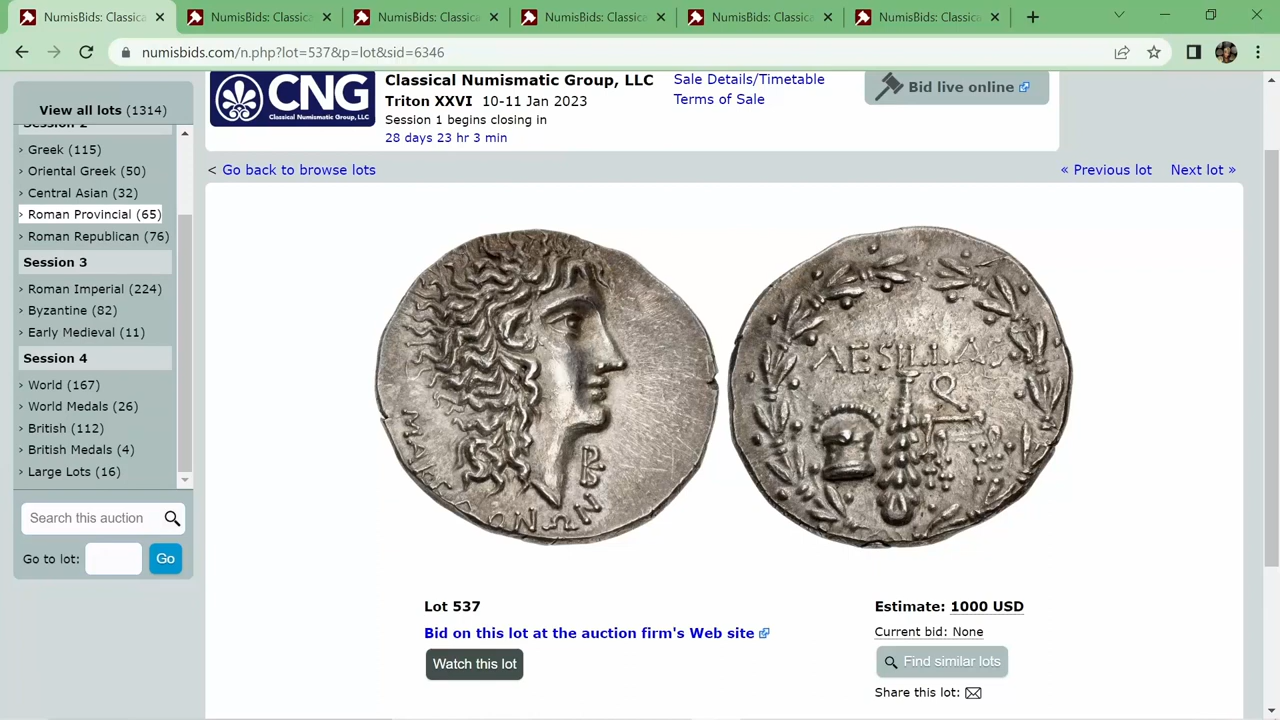 NumisBids: Classica
NumisBids: Classica
NumisBids: Classica
NumisBids: Classica
NumisBids: Classica
NumisBids: Classica
numisbids.com/n.php?lot=537&p=lot&sid=6346
View all lots (1314)
Session 2
› Greek (115)
› Oriental Greek (50)
› Central Asian (32)
› Roman Provincial (65)
› Roman Republican (76)
Session 3
› Roman Imperial (224)
› Byzantine (82)
› Early Medieval (11)
Session 4
› World (167)
› World Medals (26)
› British (112)
› British Medals (4)
› Large Lots (16)
Search this auction
Go to lot:
Go
CNG
Classical Numismatic Group, LLC
Classical Numismatic Group, LLC
Triton XXVI 10-11 Jan 2023
Session 1 begins closing in
28 days 23 hr 3 min
Sale Details/Timetable
Terms of Sale
Bid live online
< Go back to browse lots
« Previous lot
Next lot »
AESILLAS
Q
Lot 537
Bid on this lot at the auction firm's Web site
Watch this lot
Estimate: 1000 USD
Current bid: None
Find similar lots
Share this lot: